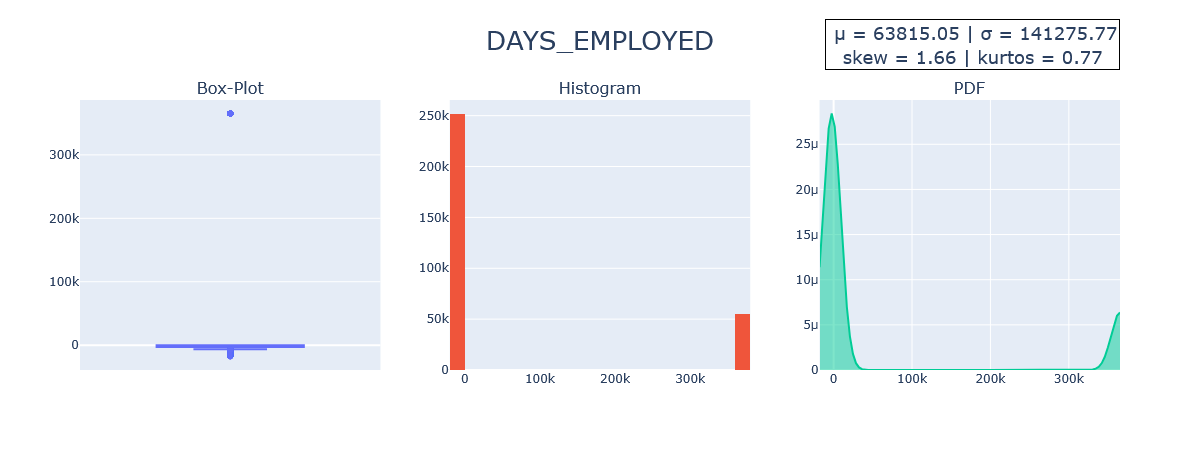 DAYS_EMPLOYED
μ = 63815.05 | σ = 141275.77
skew = 1.66 | kurtos = 0.77
Box-Plot
300k
200k
100k
0
Histogram
250k
200k
150k
100k
50k
0
0 100k 200k 300k
PDF
25μ
20μ
15μ
10μ
5μ
0
0 100k 200k 300k